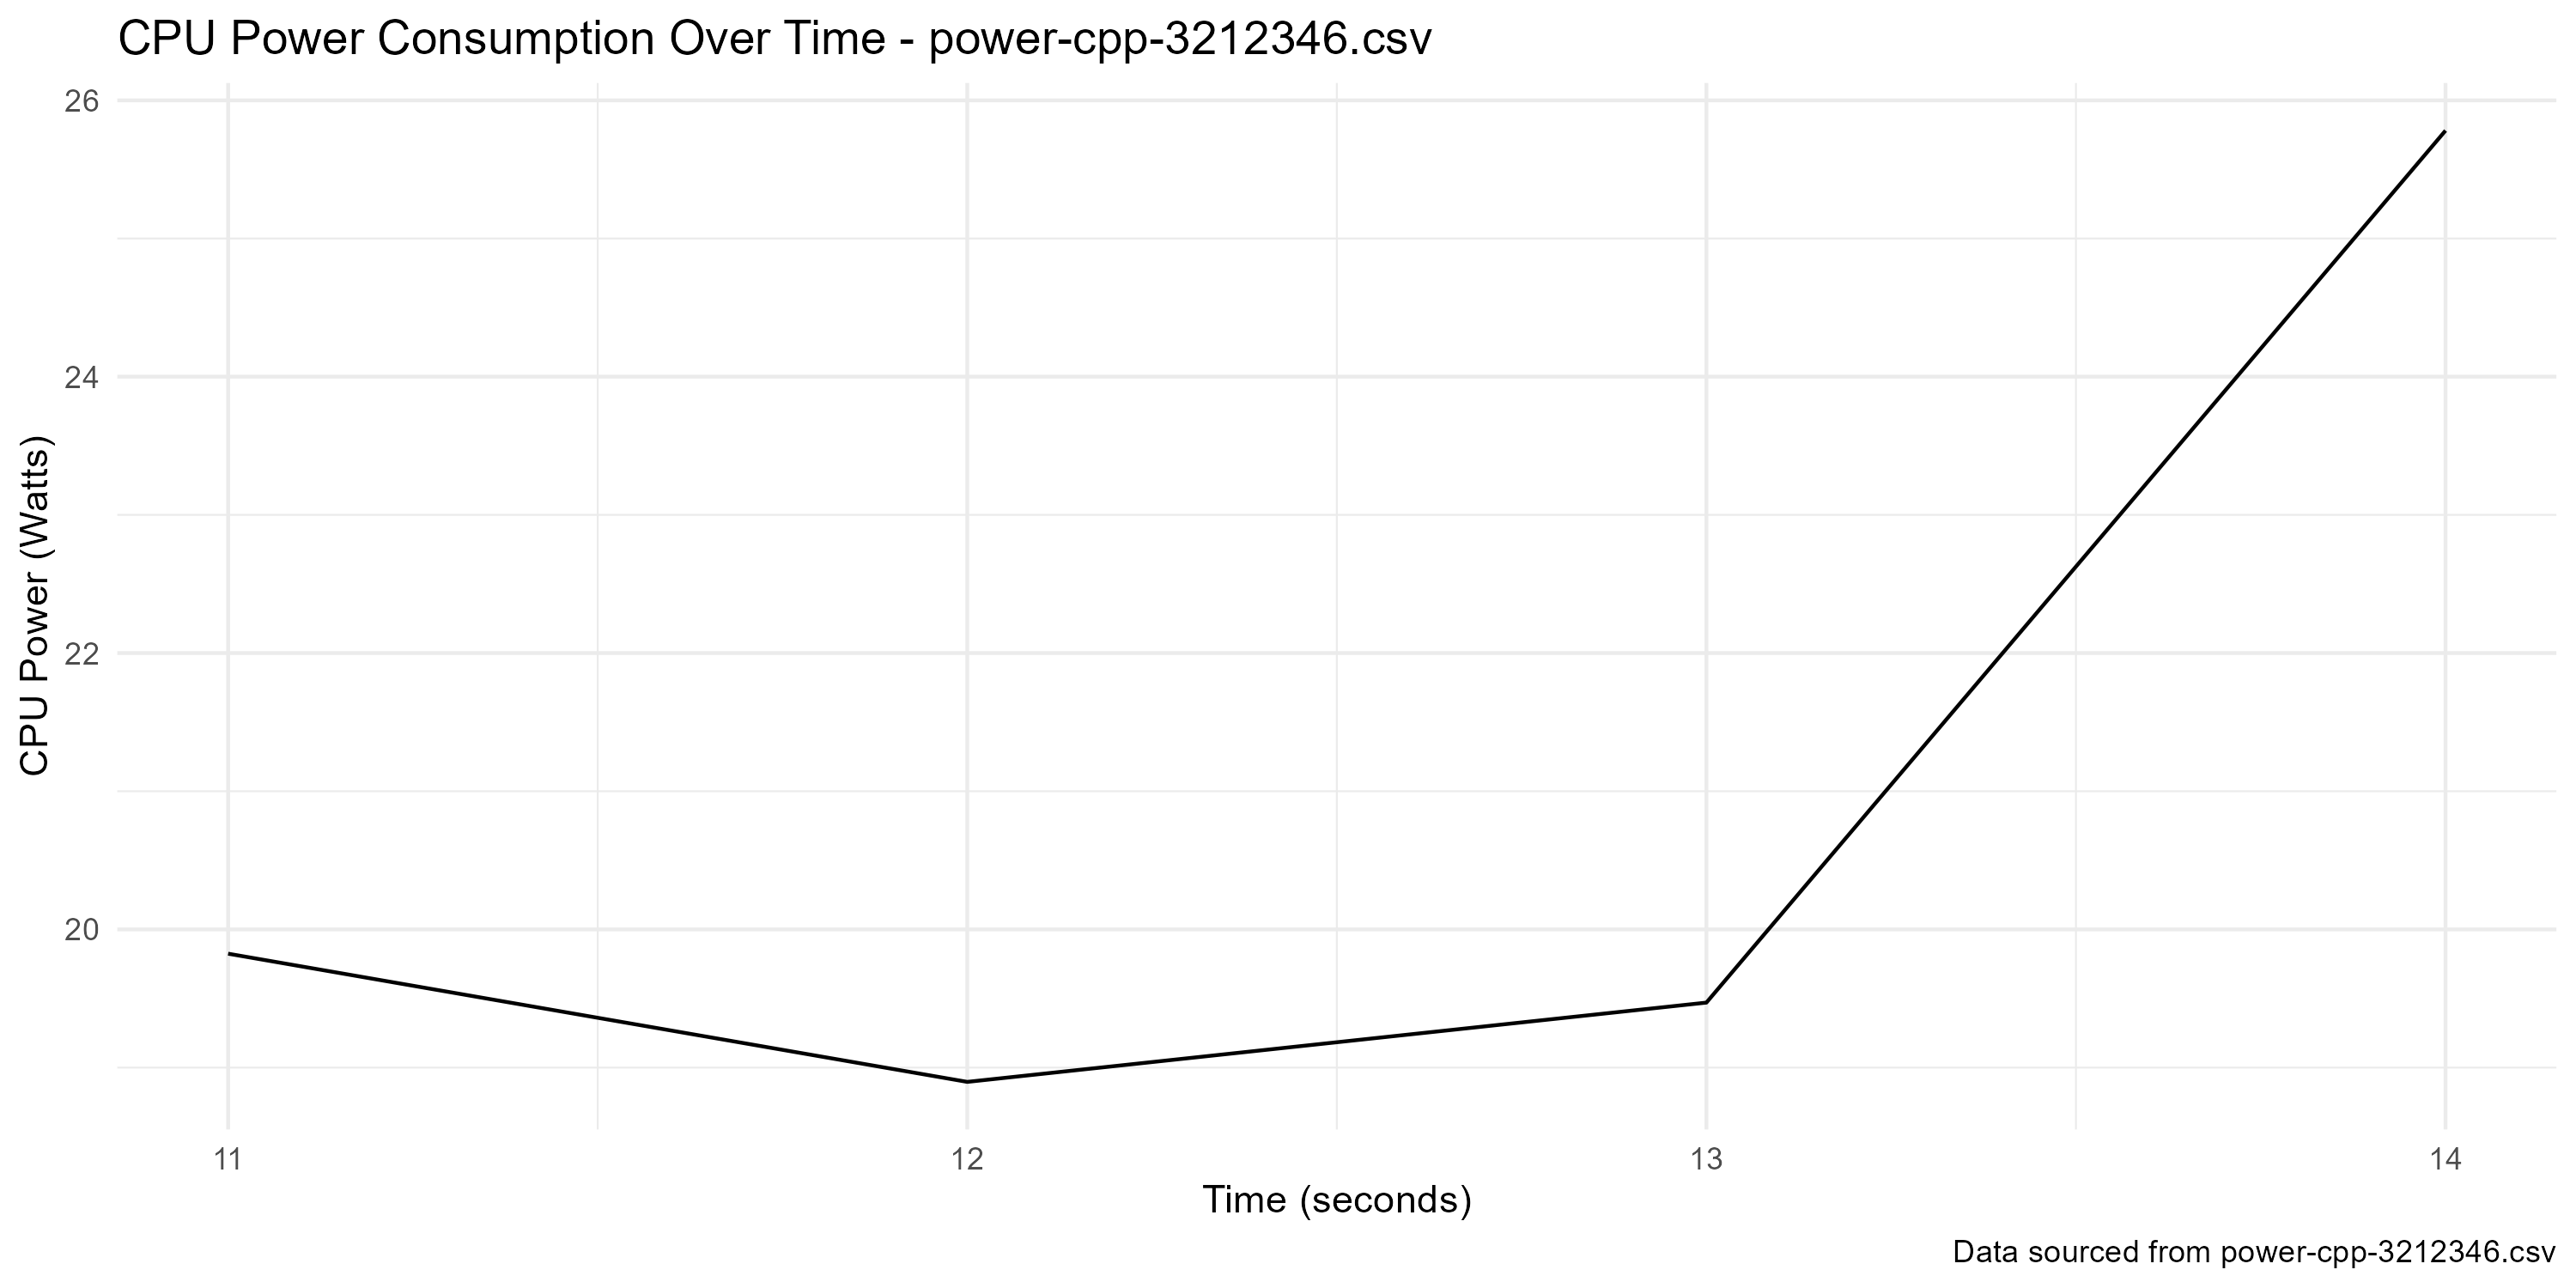 CPU Power Consumption Over Time - power-cpp-3212346.csv
26
24
22
20
CPU Power (Watts)
11 12 13 14
Time (seconds)
Data sourced from power-cpp-3212346.csv